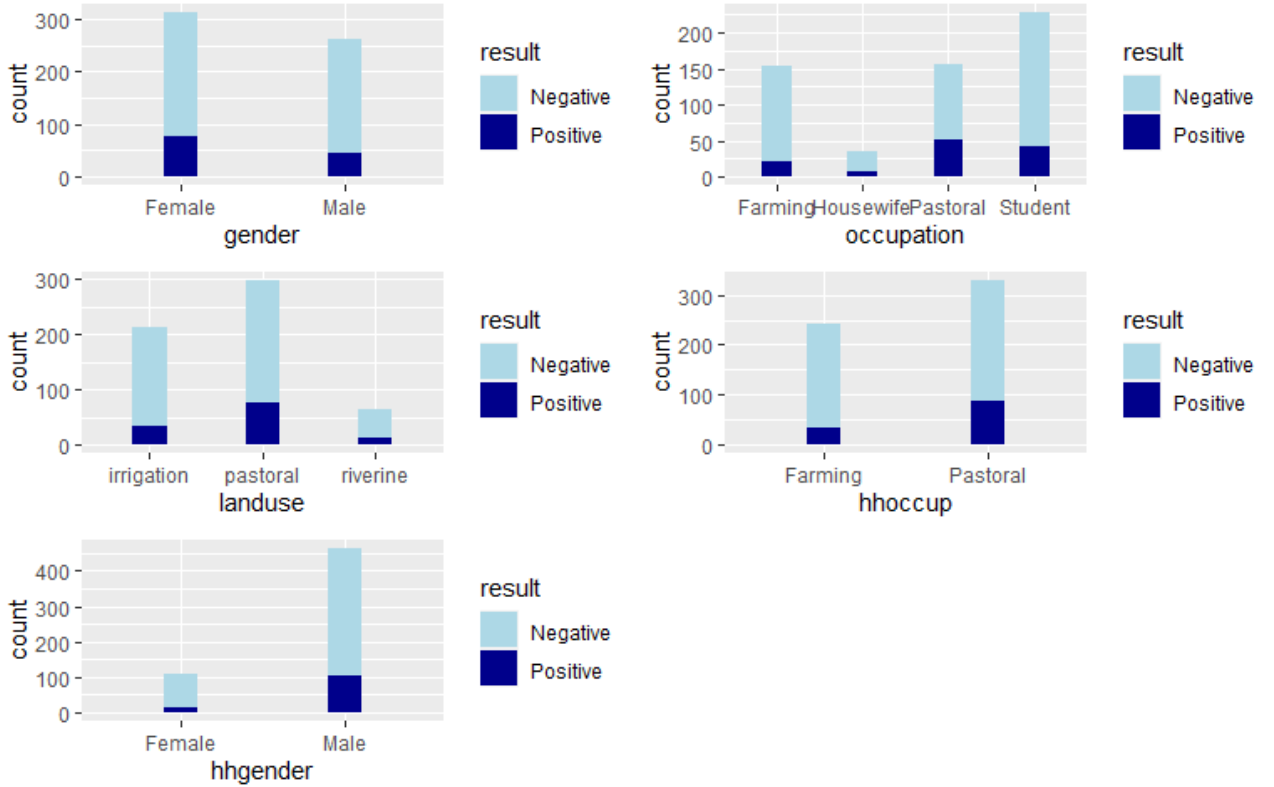 300
200
100
0
count
Female
Male
gender
result
Negative
Positive
200
150
100
50
0
count
Farming
Housewife
Pastoral
Student
occupation
result
Negative
Positive
300
200
100
0
count
irrigation
pastoral
riverine
landuse
result
Negative
Positive
300
200
100
0
count
Farming
Pastoral
hhoccup
result
Negative
Positive
400
300
200
100
0
count
Female
Male
hhgender
result
Negative
Positive